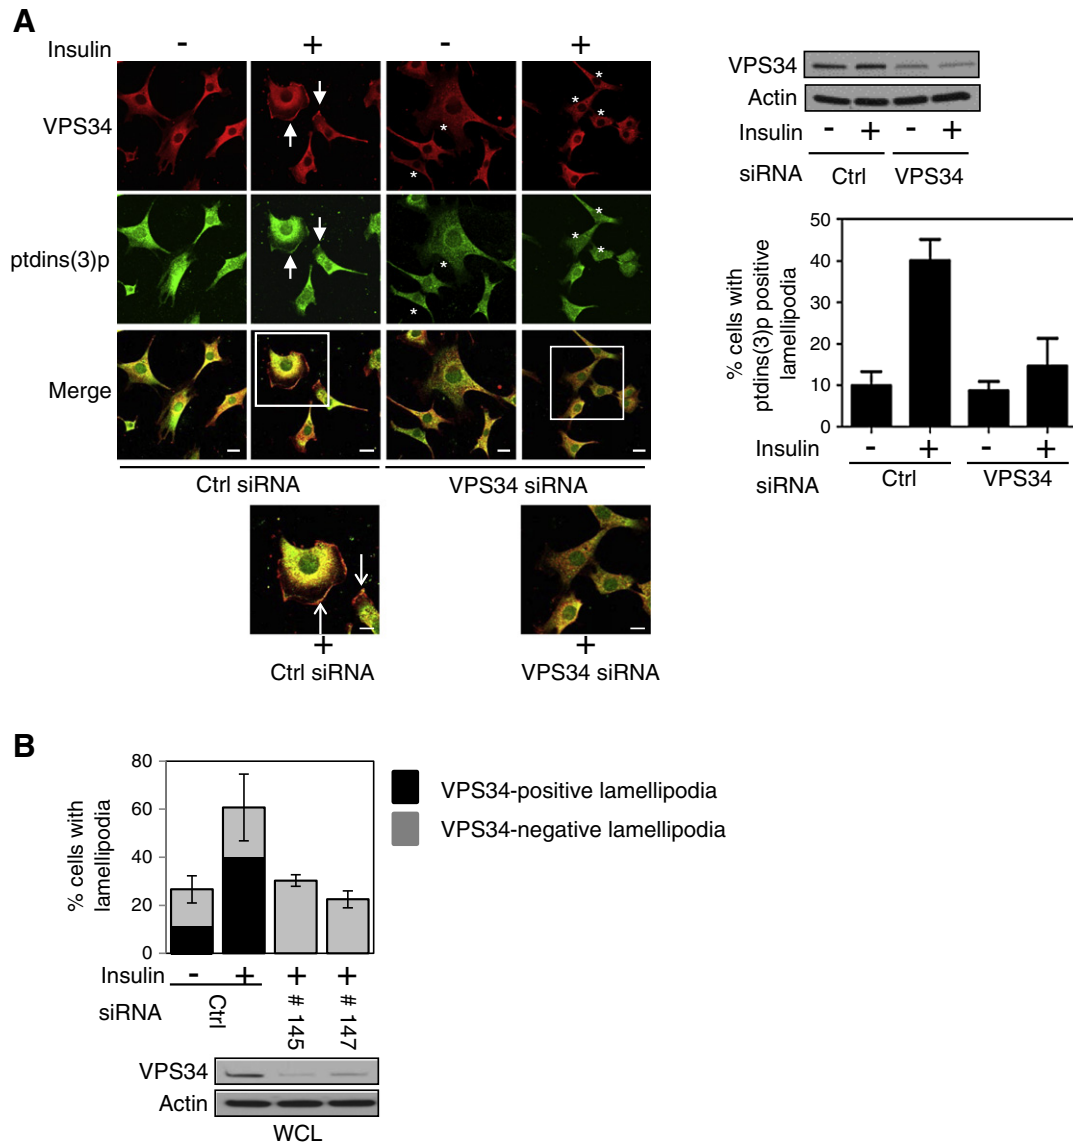 A
Insulin - + - +
VPS34
* * * * * *
ptdins(3)p
* * * * * *
Merge
Ctrl siRNA VPS34 siRNA
+ +
Ctrl siRNA VPS34 siRNA
VPS34
Actin
Insulin - + - +
siRNA Ctrl VPS34
% cells with
ptdins(3)p positive
lamellipodia
50
40
30
20
10
0
Insulin - + - +
siRNA Ctrl VPS34
B
% cells with
lamellipodia
80
60
40
20
0
VPS34-positive lamellipodia
VPS34-negative lamellipodia
Insulin - + + +
siRNA Ctrl # 145 # 147
VPS34
Actin
WCL